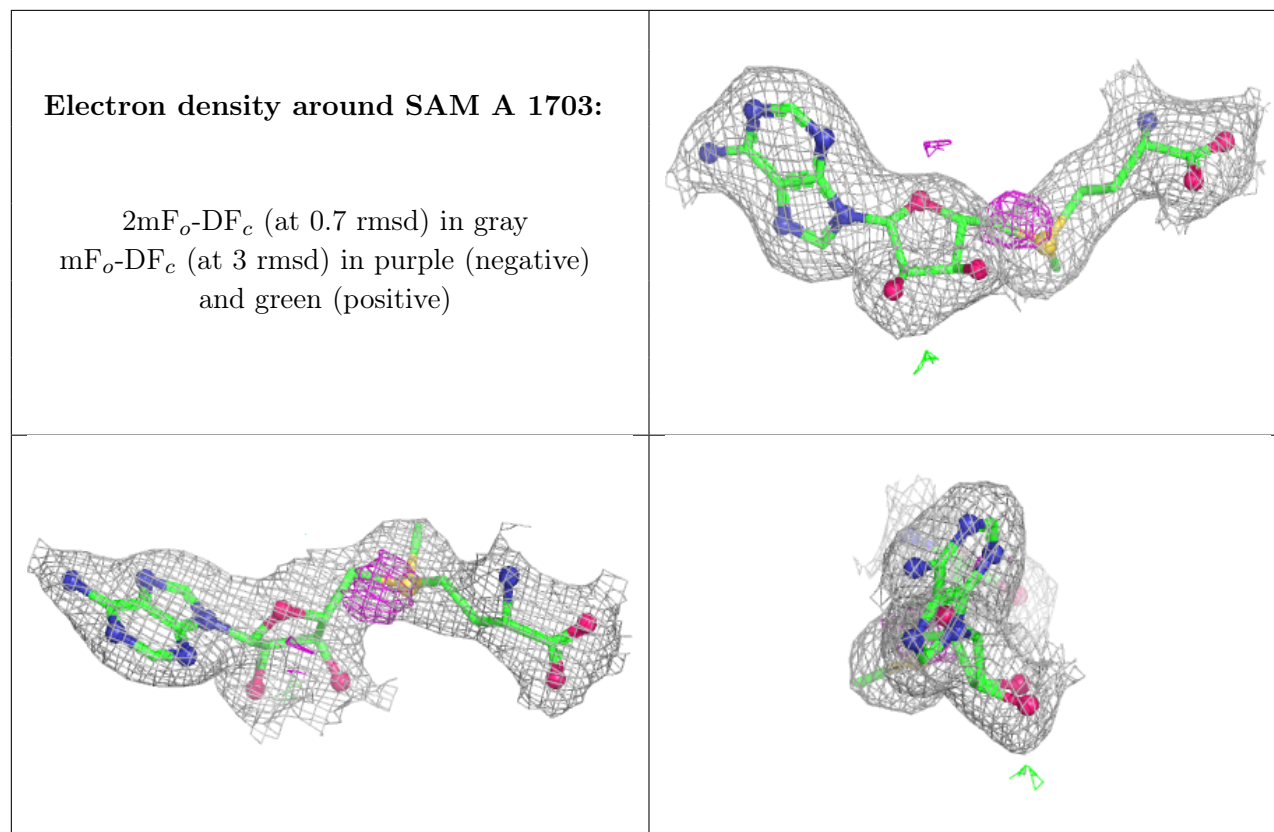 Electron density around SAM A 1703:
2mFo-DFc (at 0.7 rmsd) in gray
mFo-DFc (at 3 rmsd) in purple (negative)
and green (positive)